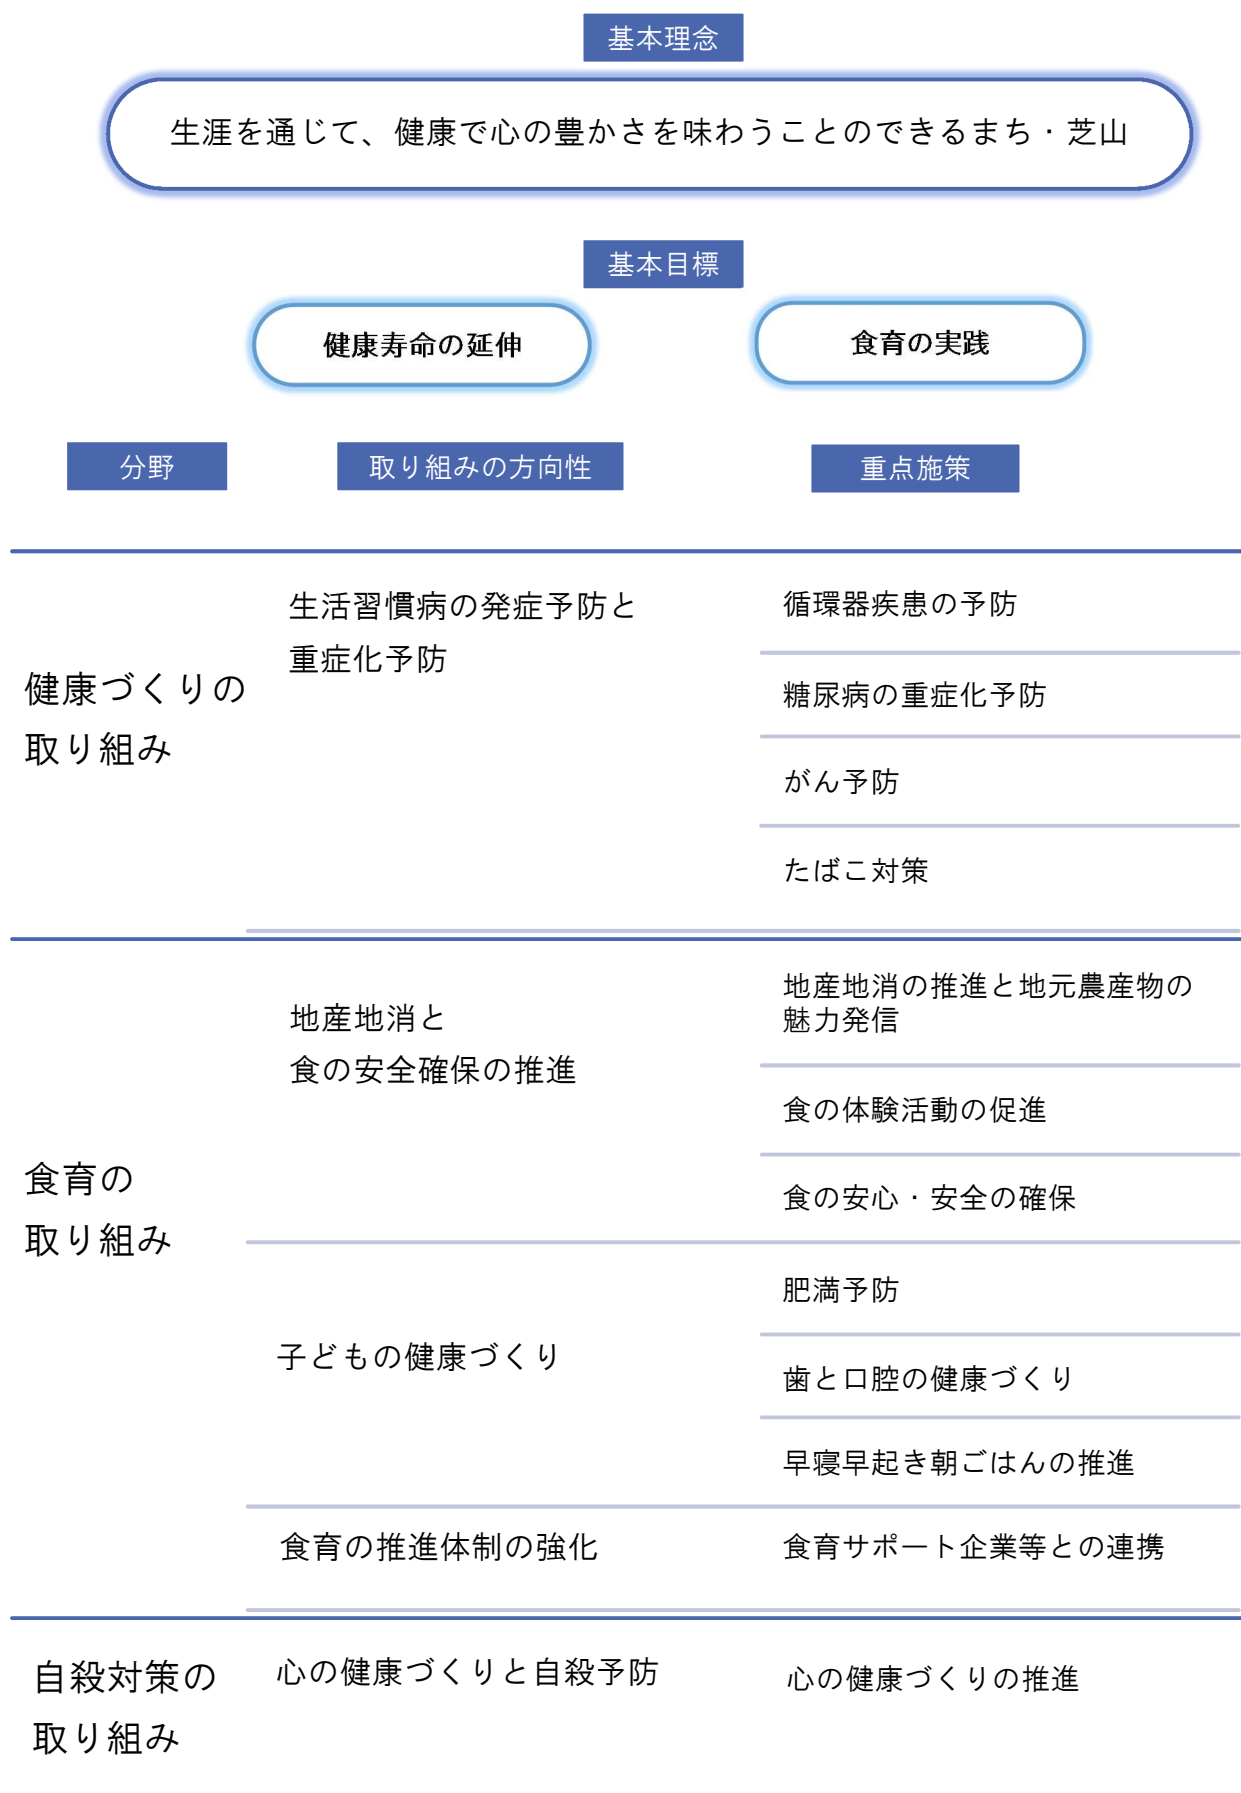 基本理念
生涯を通じて、健康で心の豊かさを味わうことのできるまち・芝山
基本目標
健康寿命の延伸
食育の実践
分野
取り組みの方向性
重点施策
健康づくりの
取り組み
生活習慣病の発症予防と
重症化予防
循環器疾患の予防
糖尿病の重症化予防
がん予防
たばこ対策
食育の
取り組み
地産地消と
食の安全確保の推進
地産地消の推進と地元農産物の
魅力発信
食の体験活動の促進
食の安心・安全の確保
子どもの健康づくり
肥満予防
歯と口腔の健康づくり
早寝早起き朝ごはんの推進
食育の推進体制の強化
食育サポート企業等との連携
自殺対策の
取り組み
心の健康づくりと自殺予防
心の健康づくりの推進